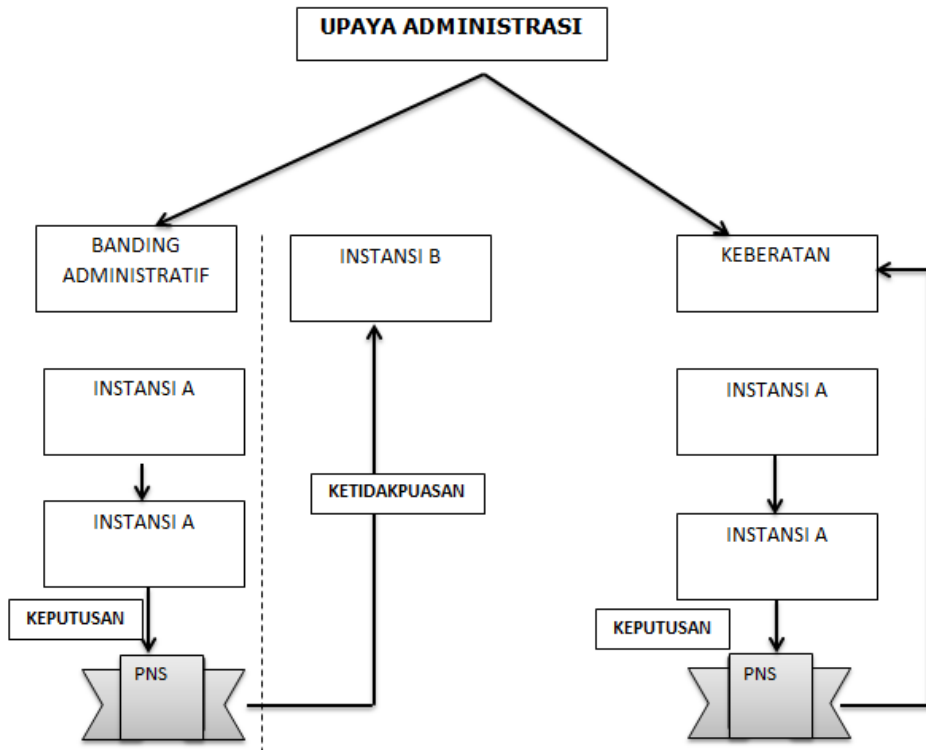 UPAYA ADMINISTRASI
BANDING
ADMINISTRATIF
INSTANSI B
KEBERATAN
INSTANSI A
INSTANSI A
KETIDAKPUASAN
INSTANSI A
INSTANSI A
KEPUTUSAN
KEPUTUSAN
PNS
PNS